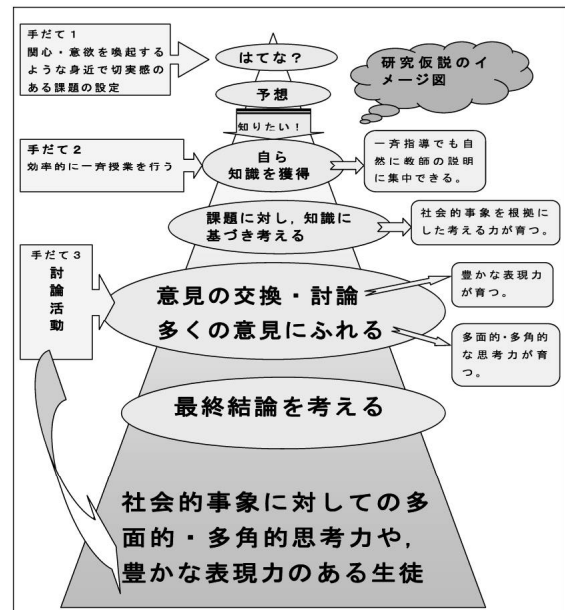 手だて１
関心・意欲を喚起する
ような身近で切実感の
ある課題の設定
はてな？
研究仮説のイ
メージ図
予想
知りたい！
手だて２
効率的に一斉授業を行う
自ら
知識を獲得
一斉指導でも自
然に教師の説明
に集中できる。
課題に対し，知識に
基づき考える
社会的事象を根拠に
した考える力が育つ。
手だて３
討論活動
意見の交換・討論
多くの意見にふれる
豊かな表現力
が育つ。
多面的・多角的
な思考力が育
つ。
最終結論を考える
社会的事象に対しての多
面的・多角的思考力や，
豊かな表現力のある生徒